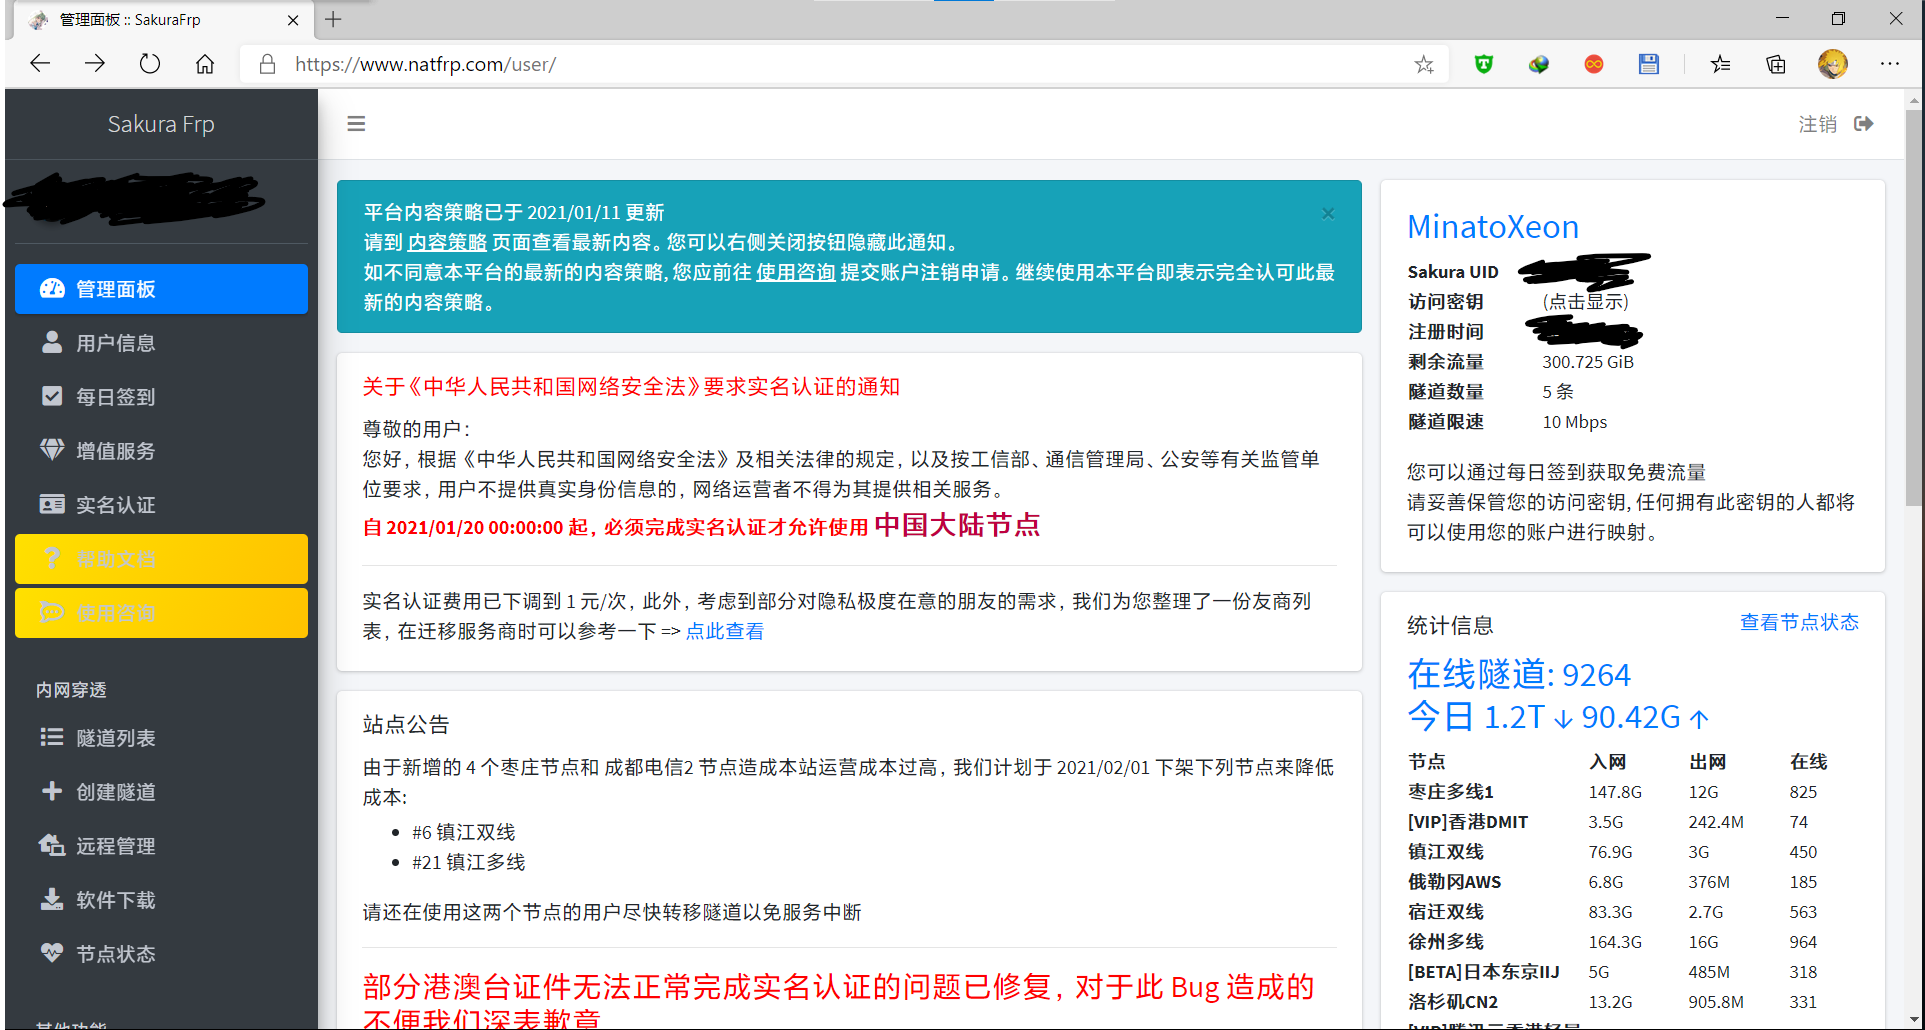 管理面板 :: SakuraFrp
https://www.natfrp.com/user/
Sakura Frp
管理面板
用户信息
每日签到
增值服务
实名认证
帮助文档
使用咨询
内网穿透
隧道列表
创建隧道
远程管理
软件下载
节点状态
其他功能
注销
平台内容策略已于 2021/01/11 更新
请到 内容策略 页面查看最新内容。您可以右侧关闭按钮隐藏此通知。
如不同意本平台的最新的内容策略, 您应前往 使用咨询 提交账户注销申请。继续使用本平台即表示完全认可此最
新的内容策略。
关于《中华人民共和国网络安全法》要求实名认证的通知
尊敬的用户：
您好，根据《中华人民共和国网络安全法》及相关法律的规定，以及按工信部、通信管理局、公安等有关监管单
位要求，用户不提供真实身份信息的，网络运营者不得为其提供相关服务。
自 2021/01/20 00:00:00 起，必须完成实名认证才允许使用 中国大陆节点
实名认证费用已下调到 1 元/次，此外，考虑到部分对隐私极度在意的朋友的需求，我们为您整理了一份友商列
表，在迁移服务商时可以参考一下 => 点此查看
站点公告
由于新增的 4 个枣庄节点和 成都电信2 节点造成本站运营成本过高，我们计划于 2021/02/01 下架下列节点来降低
成本:
#6 镇江双线
#21 镇江多线
请还在使用这两个节点的用户尽快转移隧道以免服务中断
部分港澳台证件无法正常完成实名认证的问题已修复，对于此 Bug 造成的
不便我们深表歉意
MinatoXeon
Sakura UID
访问密钥 (点击显示)
注册时间
剩余流量 300.725 GiB
隧道数量 5 条
隧道限速 10 Mbps
您可以通过每日签到获取免费流量
请妥善保管您的访问密钥, 任何拥有此密钥的人都将
可以使用您的账户进行映射。
统计信息 查看节点状态
在线隧道: 9264
今日 1.2T ↓ 90.42G ↑
节点 入网 出网 在线
枣庄多线1 147.8G 12G 825
[VIP]香港DMIT 3.5G 242.4M 74
镇江双线 76.9G 3G 450
俄勒冈AWS 6.8G 376M 185
宿迁双线 83.3G 2.7G 563
徐州多线 164.3G 16G 964
[BETA]日本东京IIJ 5G 485M 318
洛杉矶CN2 13.2G 905.8M 331
[VIP]腾讯云香港轻量